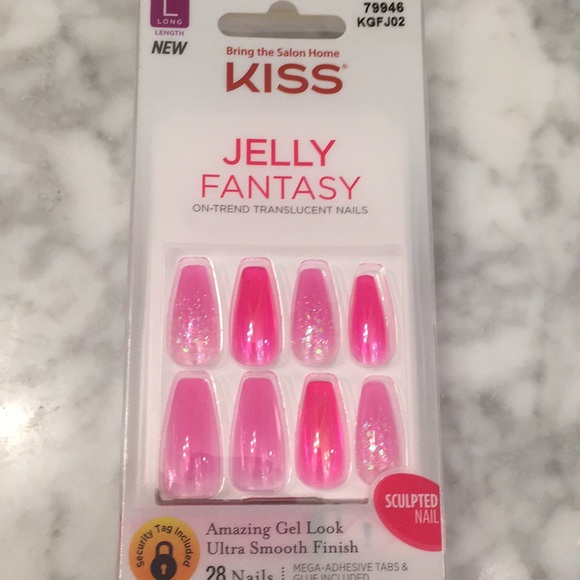 L
LONG
LENGTH
NEW
79946
KGFJ02
Bring the Salon Home
KISS®
JELLY
FANTASY
ON-TREND TRANSLUCENT NAILS
SCULPTED
NAIL
Security Tag Included
Amazing Gel Look
Ultra Smooth Finish
28 Nails
MEGA-ADHESIVE TABS &
GLUE INCLUDED